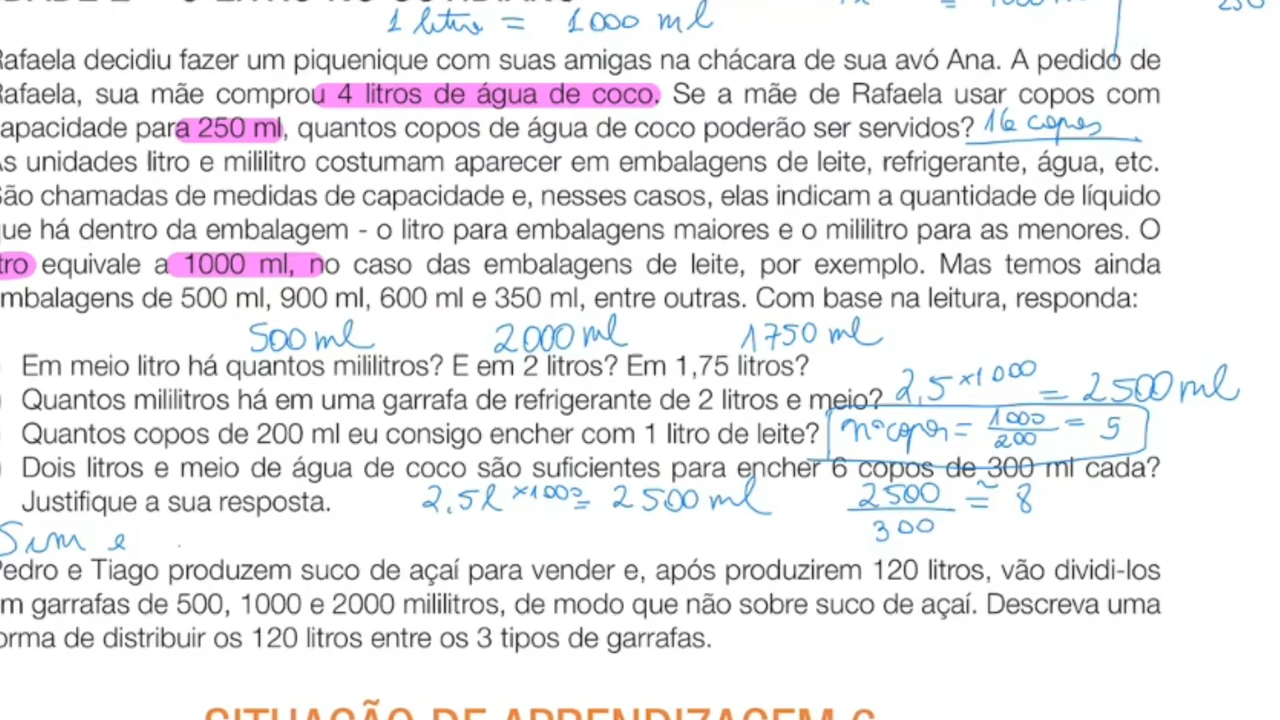 1 litro = 1000 ml
Rafaela decidiu fazer um piquenique com suas amigas na chácara de sua avó Ana. A pedido de
Rafaela, sua mãe comprou 4 litros de água de coco. Se a mãe de Rafaela usar copos com
capacidade para 250 ml, quantos copos de água de coco poderão ser servidos? 16 copos
As unidades litro e mililitro costumam aparecer em embalagens de leite, refrigerante, água, etc.
São chamadas de medidas de capacidade e, nesses casos, elas indicam a quantidade de líquido
que há dentro da embalagem - o litro para embalagens maiores e o mililitro para as menores. O
litro equivale a 1000 ml, no caso das embalagens de leite, por exemplo. Mas temos ainda
embalagens de 500 ml, 900 ml, 600 ml e 350 ml, entre outras. Com base na leitura, responda:
500 ml 2000 ml 1750 ml
Em meio litro há quantos mililitros? E em 2 litros? Em 1,75 litros?
Quantos mililitros há em uma garrafa de refrigerante de 2 litros e meio? 2,5 x1000 = 2500 ml
Quantos copos de 200 ml eu consigo encher com 1 litro de leite? nº copos = 1000/200 = 5
Dois litros e meio de água de coco são suficientes para encher 6 copos de 300 ml cada?
Justifique a sua resposta. 2,5 l x1000= 2500 ml 2500/300 ≅ 8
Sim e
Pedro e Tiago produzem suco de açaí para vender e, após produzirem 120 litros, vão dividi-los
em garrafas de 500, 1000 e 2000 mililitros, de modo que não sobre suco de açaí. Descreva uma
forma de distribuir os 120 litros entre os 3 tipos de garrafas.
SITUAÇÃO DE APRENDIZAGEM 6